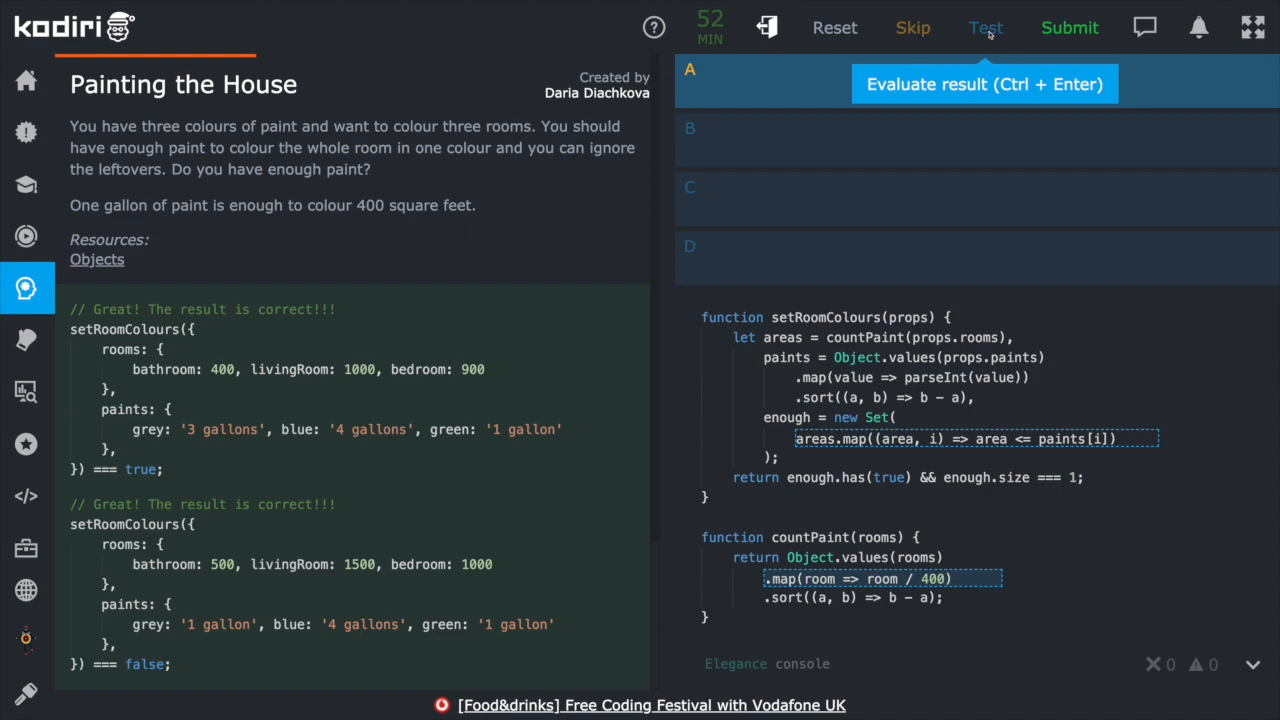 kodiri
?
52
MIN
Reset
Skip
Test
Submit
Evaluate result (Ctrl + Enter)
Painting the House
Created by
Daria Diachkova
You have three colours of paint and want to colour three rooms. You should
have enough paint to colour the whole room in one colour and you can ignore
the leftovers. Do you have enough paint?
One gallon of paint is enough to colour 400 square feet.
Resources:
Objects
// Great! The result is correct!!!
setRoomColours({
rooms: {
bathroom: 400, livingRoom: 1000, bedroom: 900
},
paints: {
grey: '3 gallons', blue: '4 gallons', green: '1 gallon'
},
}) === true;
// Great! The result is correct!!!
setRoomColours({
rooms: {
bathroom: 500, livingRoom: 1500, bedroom: 1000
},
paints: {
grey: '1 gallon', blue: '4 gallons', green: '1 gallon'
},
}) === false;
A
B
C
D
function setRoomColours(props) {
let areas = countPaint(props.rooms),
paints = Object.values(props.paints)
.map(value => parseInt(value))
.sort((a, b) => b - a),
enough = new Set(
areas.map((area, i) => area <= paints[i])
);
return enough.has(true) && enough.size === 1;
}
function countPaint(rooms) {
return Object.values(rooms)
.map(room => room / 400)
.sort((a, b) => b - a);
}
Elegance console
0
0
[Food&drinks] Free Coding Festival with Vodafone UK